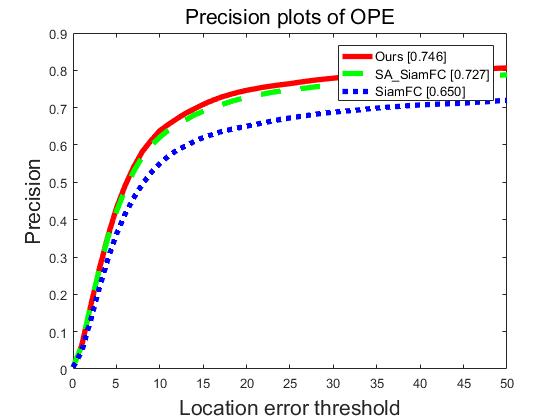 Precision plots of OPE
0.9
0.8
0.7
0.6
0.5
0.4
0.3
0.2
0.1
0
Precision
Ours [0.746]
SA_SiamFC [0.727]
SiamFC [0.650]
0 5 10 15 20 25 30 35 40 45 50
Location error threshold